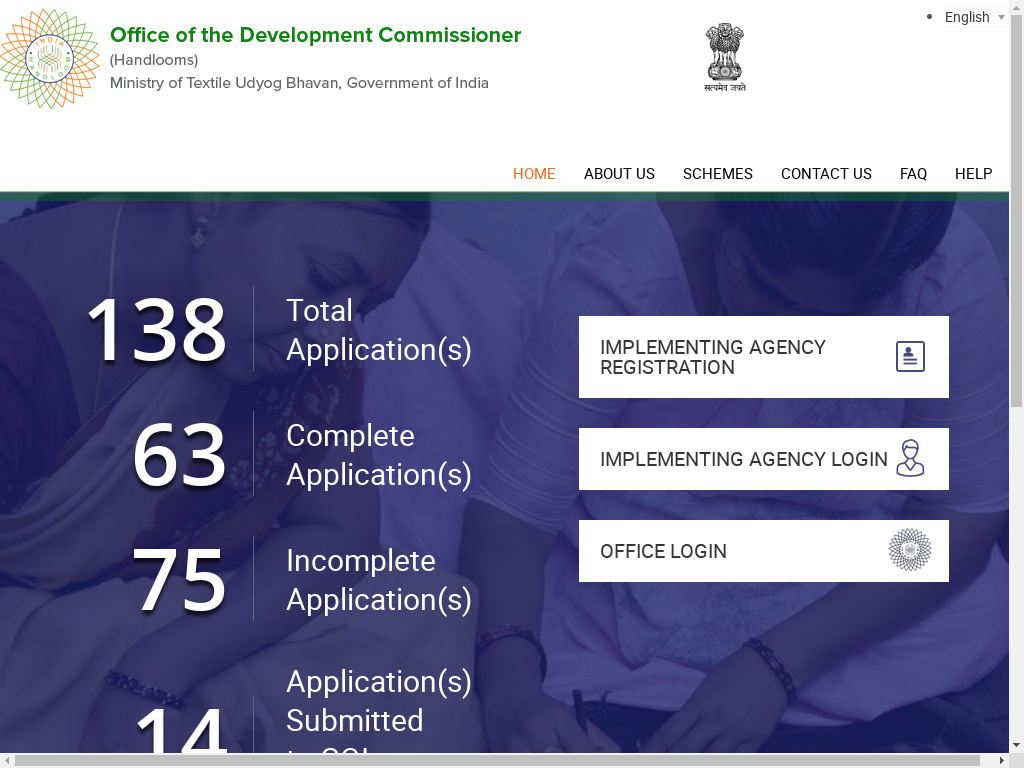 English
Office of the Development Commissioner
(Handlooms)
Ministry of Textile Udyog Bhavan, Government of India
INDIA
HANDLOOM
सत्यमेव जयते
HOME ABOUT US SCHEMES CONTACT US FAQ HELP
138
Total
Application(s)
63
Complete
Application(s)
75
Incomplete
Application(s)
14
Application(s)
Submitted
IMPLEMENTING AGENCY
REGISTRATION
IMPLEMENTING AGENCY LOGIN
OFFICE LOGIN